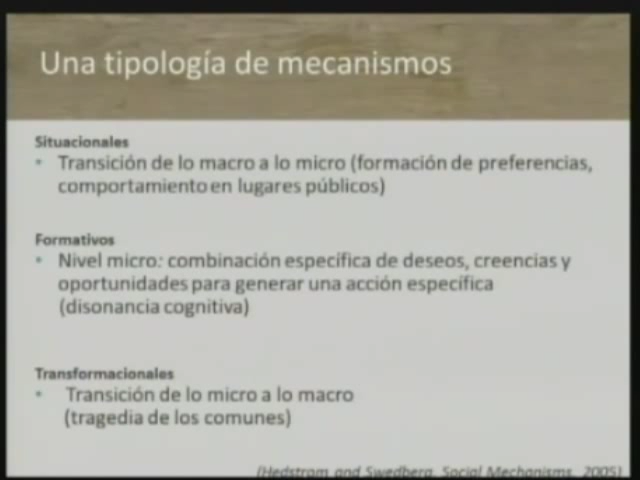 Una tipología de mecanismos
Situacionales
• Transición de lo macro a lo micro (formación de preferencias,
comportamiento en lugares públicos)
Formativos
• Nivel micro: combinación específica de deseos, creencias y
oportunidades para generar una acción específica
(disonancia cognitiva)
Transformacionales
• Transición de lo micro a lo macro
(tragedia de los comunes)
(Hedstrom and Swedberg, Social Mechanisms, 2005)